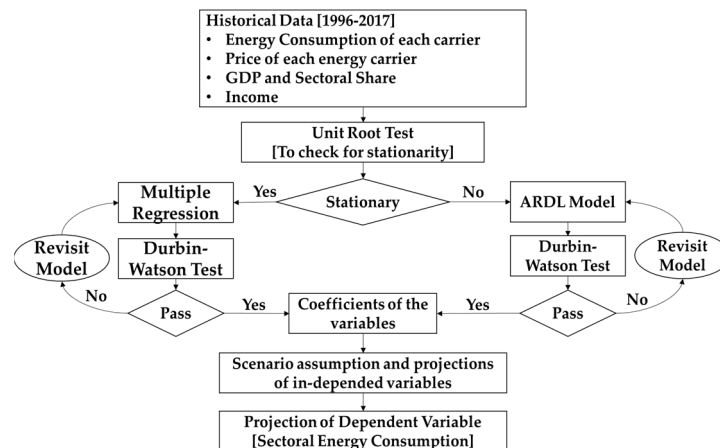 Historical Data [1996-2017]
• Energy Consumption of each carrier
• Price of each energy carrier
• GDP and Sectoral Share
• Income
Unit Root Test
[To check for stationarity]
Multiple
Regression
Yes
Stationary
No
ARDL Model
Revisit
Model
Durbin-
Watson Test
Durbin-
Watson Test
Revisit
Model
No
Pass
Yes
Coefficients of the
variables
Yes
Pass
No
Scenario assumption and projections
of in-depended variables
Projection of Dependent Variable
[Sectoral Energy Consumption]